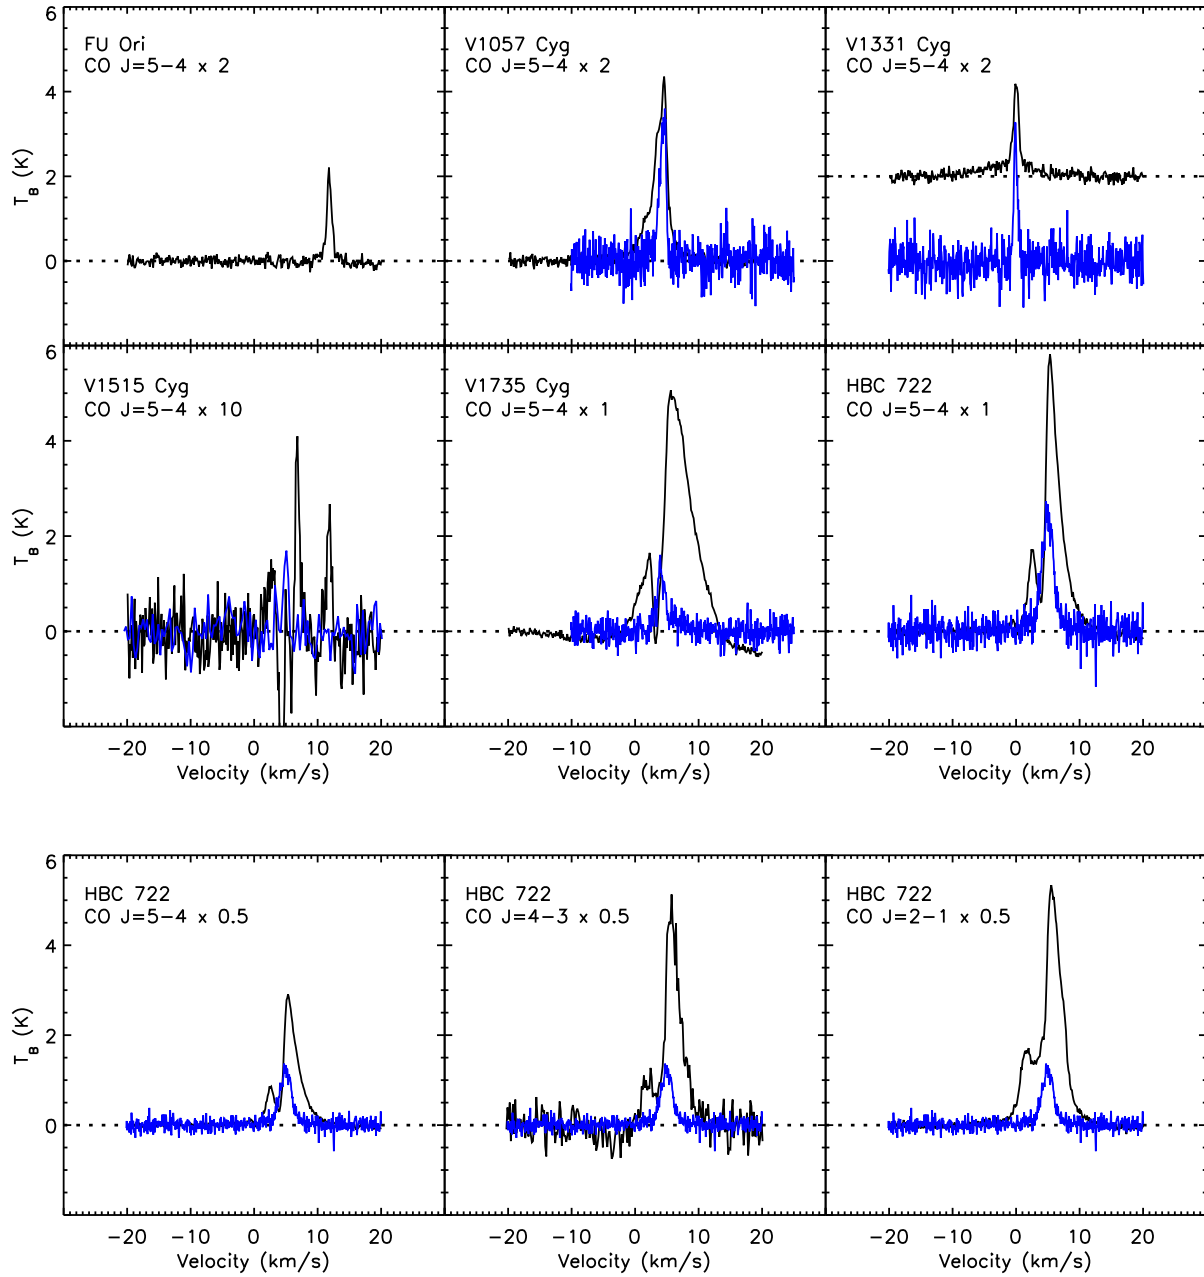 6
4
2
0
T_B (K)
FU Ori
CO J=5-4 x 2
V1057 Cyg
CO J=5-4 x 2
V1331 Cyg
CO J=5-4 x 2
6
4
2
0
T_B (K)
V1515 Cyg
CO J=5-4 x 10
V1735 Cyg
CO J=5-4 x 1
HBC 722
CO J=5-4 x 1
-20 -10 0 10 20
-20 -10 0 10 20
-20 -10 0 10 20
Velocity (km/s)
Velocity (km/s)
Velocity (km/s)
6
4
2
0
T_B (K)
HBC 722
CO J=5-4 x 0.5
HBC 722
CO J=4-3 x 0.5
HBC 722
CO J=2-1 x 0.5
-20 -10 0 10 20
-20 -10 0 10 20
-20 -10 0 10 20
Velocity (km/s)
Velocity (km/s)
Velocity (km/s)